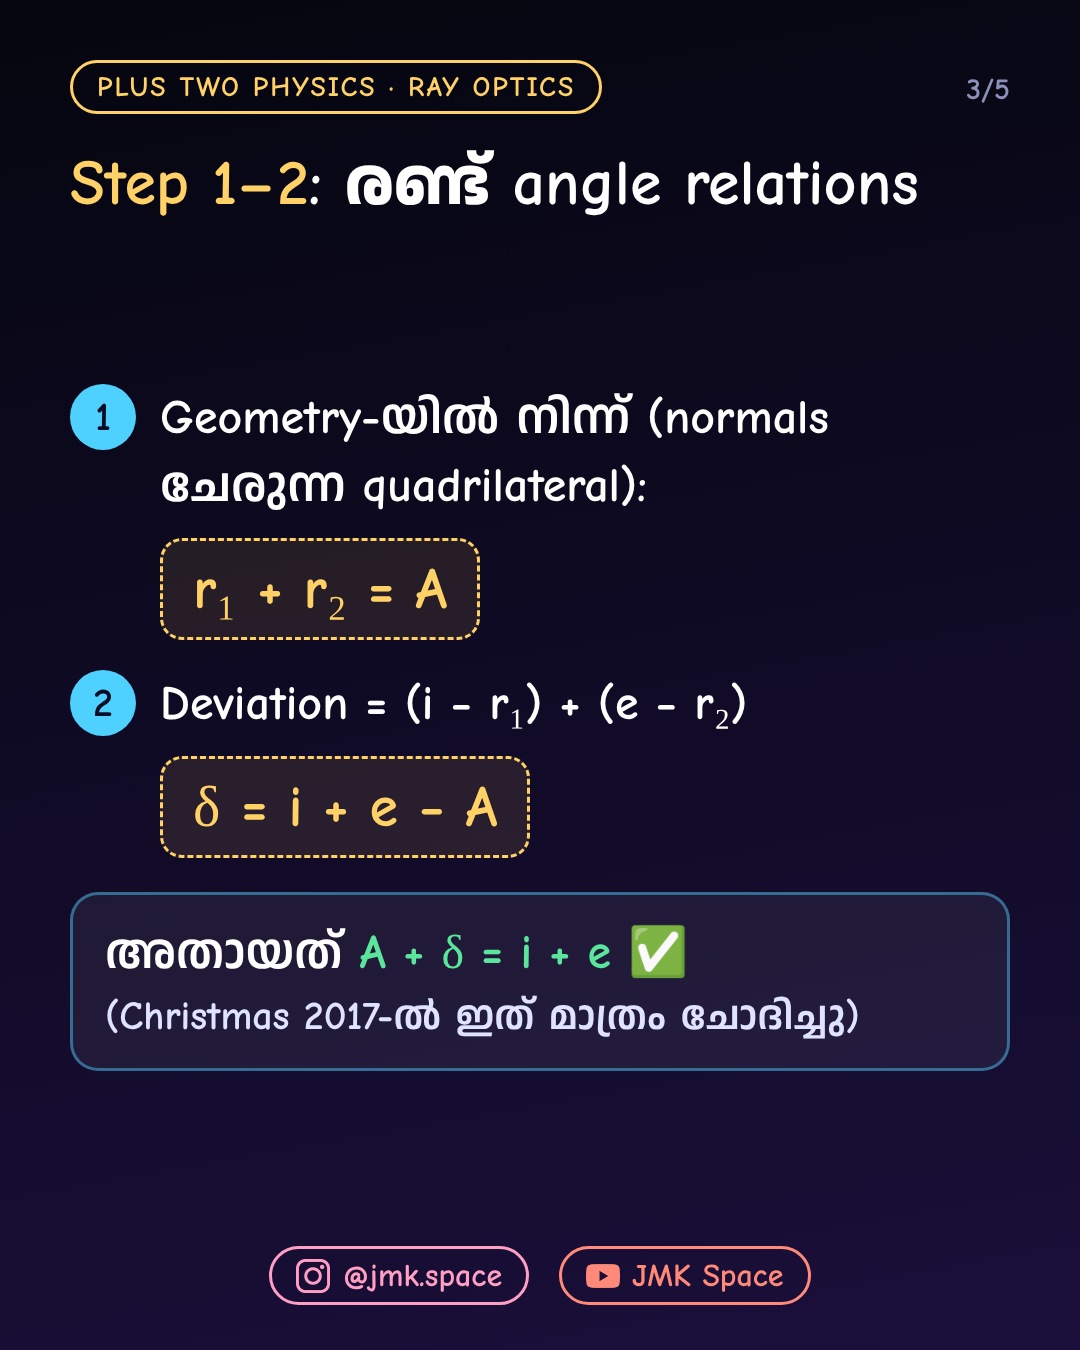 PLUS TWO PHYSICS · RAY OPTICS
3/5
Step 1–2: രണ്ട് angle relations
1 Geometry-യിൽ നിന്ന് (normals
ചേരുന്ന quadrilateral):
r₁ + r₂ = A
2 Deviation = (i − r₁) + (e − r₂)
δ = i + e − A
അതായത് A + δ = i + e ✅
(Christmas 2017-ൽ ഇത് മാത്രം ചോദിച്ചു)
@jmk.space
JMK Space